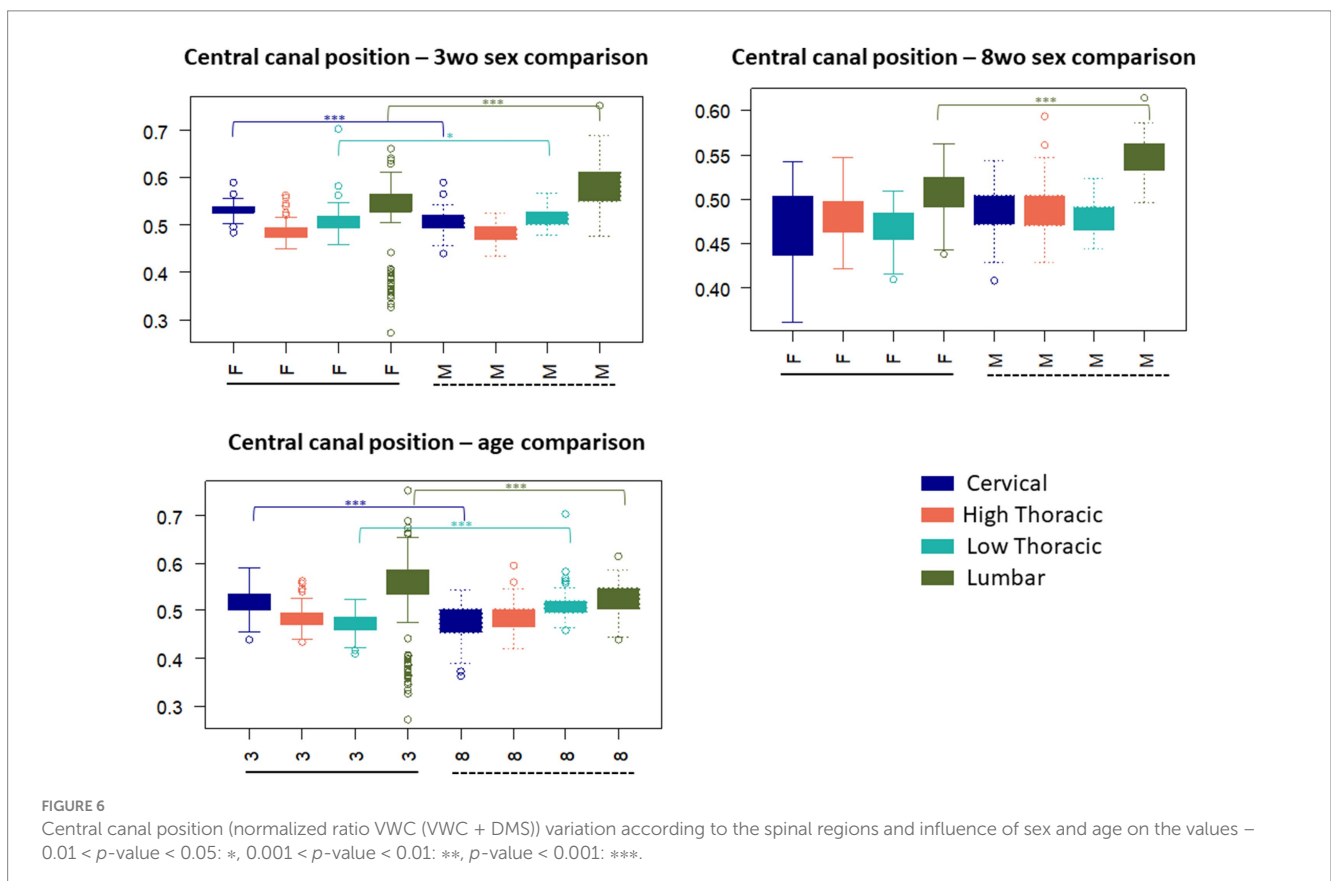 Central canal position – 3wo sex comparison
0.7
0.6
0.5
0.4
0.3
***
***
*
F F F F M M M M
Central canal position – 8wo sex comparison
0.60
0.55
0.50
0.45
0.40
***
F F F F M M M M
Central canal position – age comparison
0.7
0.6
0.5
0.4
0.3
***
***
***
3 3 3 3 8 8 8 8
Cervical
High Thoracic
Low Thoracic
Lumbar
FIGURE 6
Central canal position (normalized ratio VWC (VWC + DMS)) variation according to the spinal regions and influence of sex and age on the values –
0.01 < p-value < 0.05: *, 0.001 < p-value < 0.01: **, p-value < 0.001: ***.